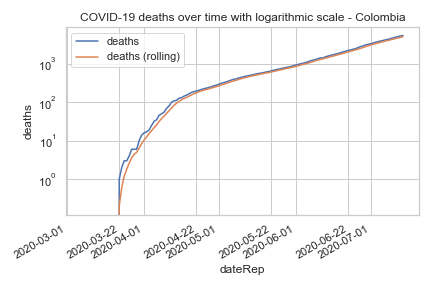 COVID-19 deaths over time with logarithmic scale - Colombia
deaths
deaths (rolling)
10³
10²
10¹
10⁰
deaths
2020-03-01
2020-03-22
2020-04-01
2020-04-22
2020-05-01
2020-05-22
2020-06-01
2020-06-22
2020-07-01
dateRep